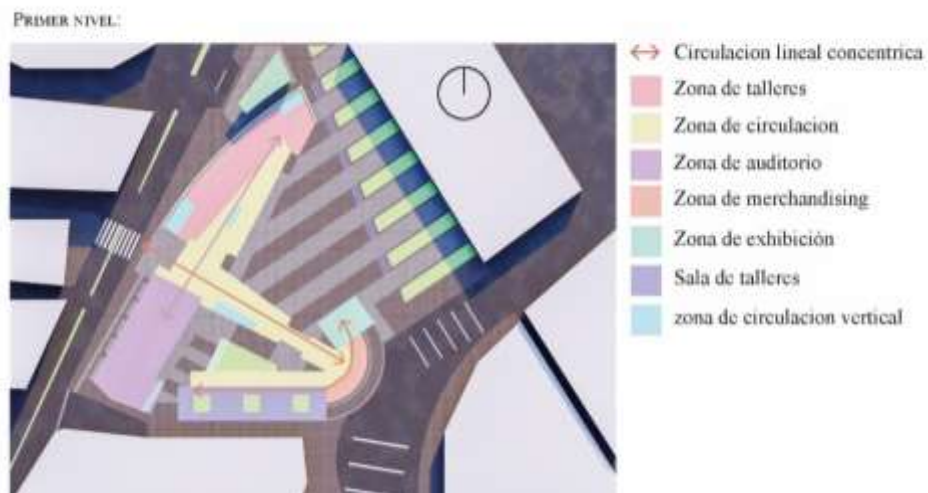 PRIMER NIVEL:
Circulacion lineal concentrica
Zona de talleres
Zona de circulacion
Zona de auditorio
Zona de merchandising
Zona de exhibición
Sala de talleres
zona de circulacion vertical